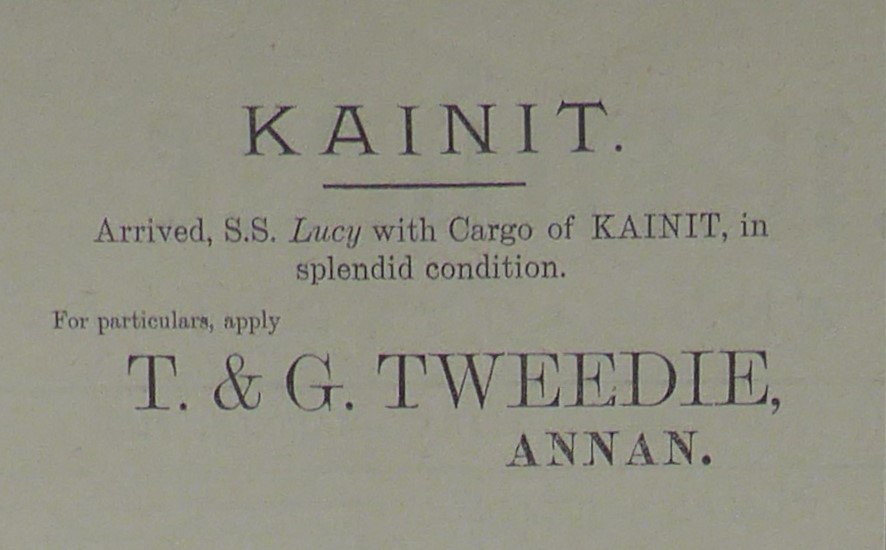 KAINIT.
Arrived, S.S. Lucy with Cargo of KAINIT, in
splendid condition.
For particulars, apply
T. & G. TWEEDIE,
ANNAN.